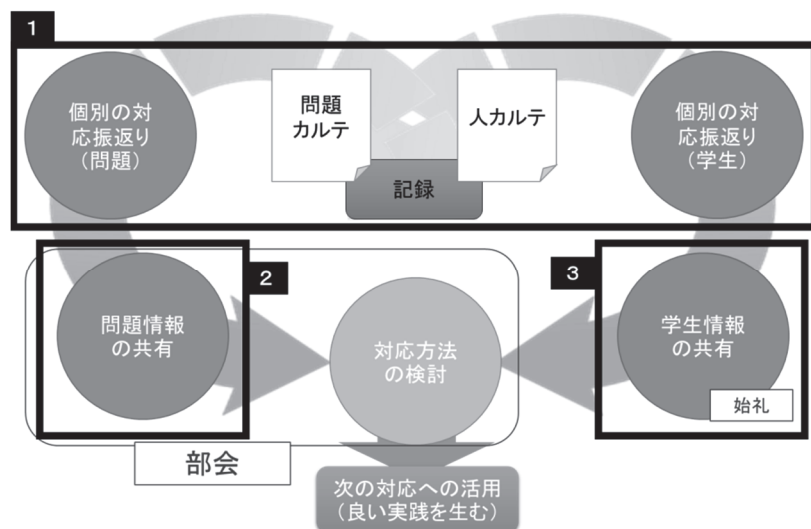 1
個別の対
応振返り
（問題）
問題
カルテ
人カルテ
個別の対
応振返り
（学生）
記録
2
問題情報
の共有
対応方法
の検討
3
学生情報
の共有
始礼
部会
次の対応への活用
（良い実践を生む）